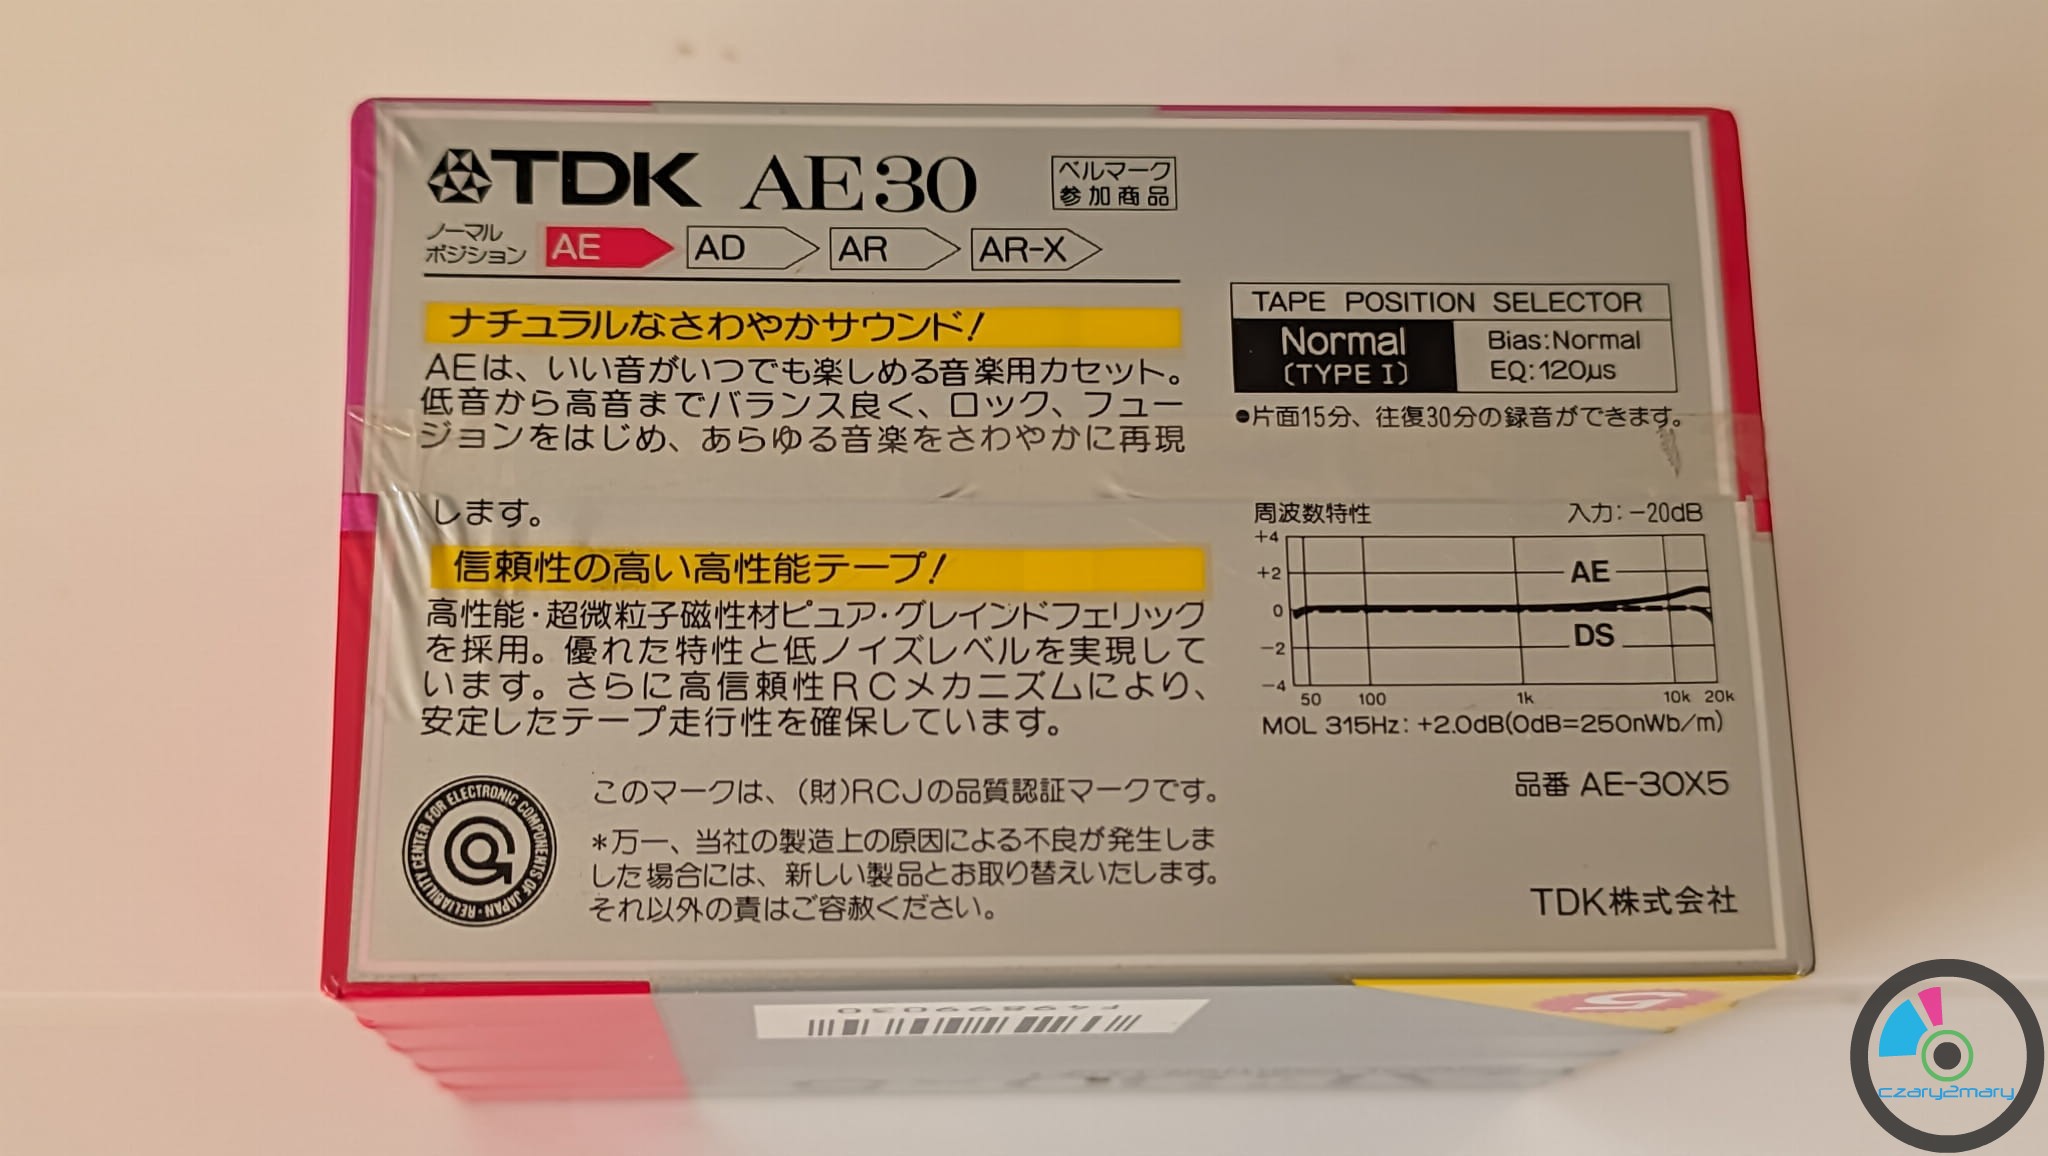 TDK AE30
ベルマーク
参加商品
ノーマル
ポジション
AE AD AR AR-X
ナチュラルなさわやかサウンド!
AEは、いい音がいつでも楽しめる音楽用カセット。
低音から高音までバランス良く、ロック、フュー
ジョンをはじめ、あらゆる音楽をさわやかに再現
します。
信頼性の高い高性能テープ!
高性能・超微粒子磁性材ピュア・グレインドフェリック
を採用。優れた特性と低ノイズレベルを実現して
います。さらに高信頼性RCメカニズムにより、
安定したテープ走行性を確保しています。
TAPE POSITION SELECTOR
Normal
(TYPE I)
Bias:Normal
EQ:120μs
●片面15分、往復30分の録音ができます。
周波数特性 入力:-20dB
+4
+2
0
-2
-4
AE
DS
50 100 1k 10k 20k
MOL 315Hz: +2.0dB(0dB=250nWb/m)
品番 AE-30X5
RELIABILITY CENTER FOR ELECTRONIC COMPONENTS OF JAPAN
このマークは、(財)RCJの品質認証マークです。
*万一、当社の製造上の原因による不良が発生しま
した場合には、新しい製品とお取り替えいたします。
それ以外の責はご容赦ください。
TDK株式会社
F49899030
5
czary2mary